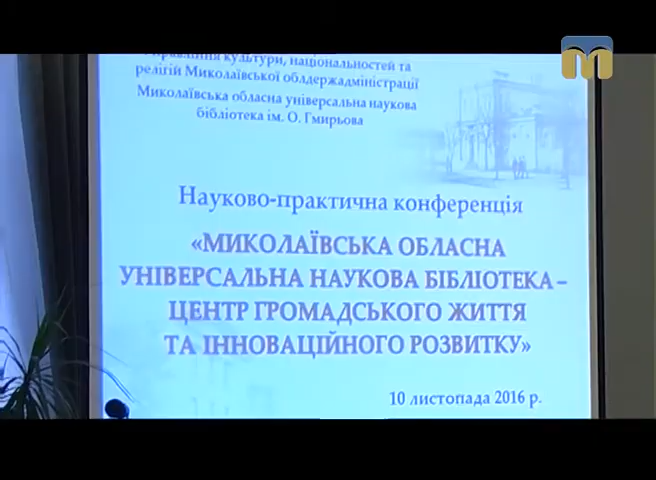 Управління культури, національностей та
релігій Миколаївської облдержадміністрації
Миколаївська обласна універсальна наукова
бібліотека ім. О. Гмирьова
Науково-практична конференція
«МИКОЛАЇВСЬКА ОБЛАСНА
УНІВЕРСАЛЬНА НАУКОВА БІБЛІОТЕКА –
ЦЕНТР ГРОМАДСЬКОГО ЖИТТЯ
ТА ІННОВАЦІЙНОГО РОЗВИТКУ»
10 листопада 2016 р.